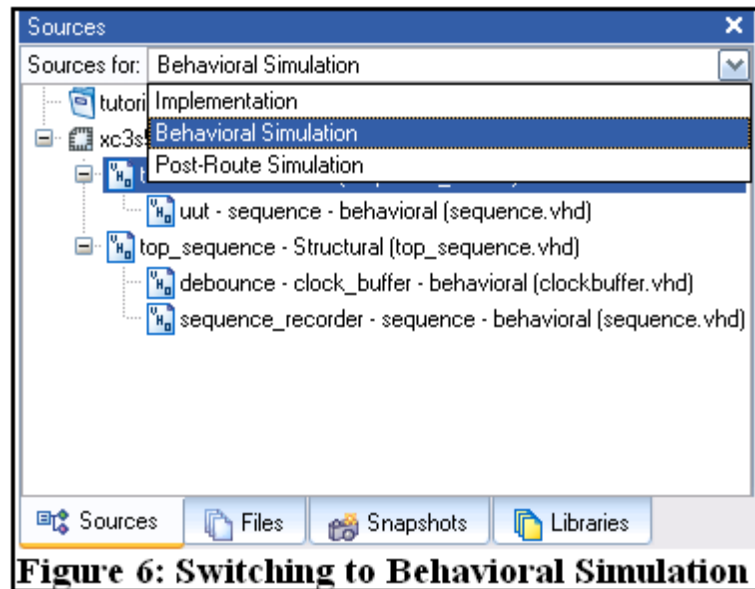 Sources
Sources for: Behavioral Simulation
tutori Implementation
xc3s Behavioral Simulation
Post-Route Simulation
uut - sequence - behavioral (sequence.vhd)
top_sequence - Structural (top_sequence.vhd)
debounce - clock_buffer - behavioral (clockbuffer.vhd)
sequence_recorder - sequence - behavioral (sequence.vhd)
Sources Files Snapshots Libraries
Figure 6: Switching to Behavioral Simulation